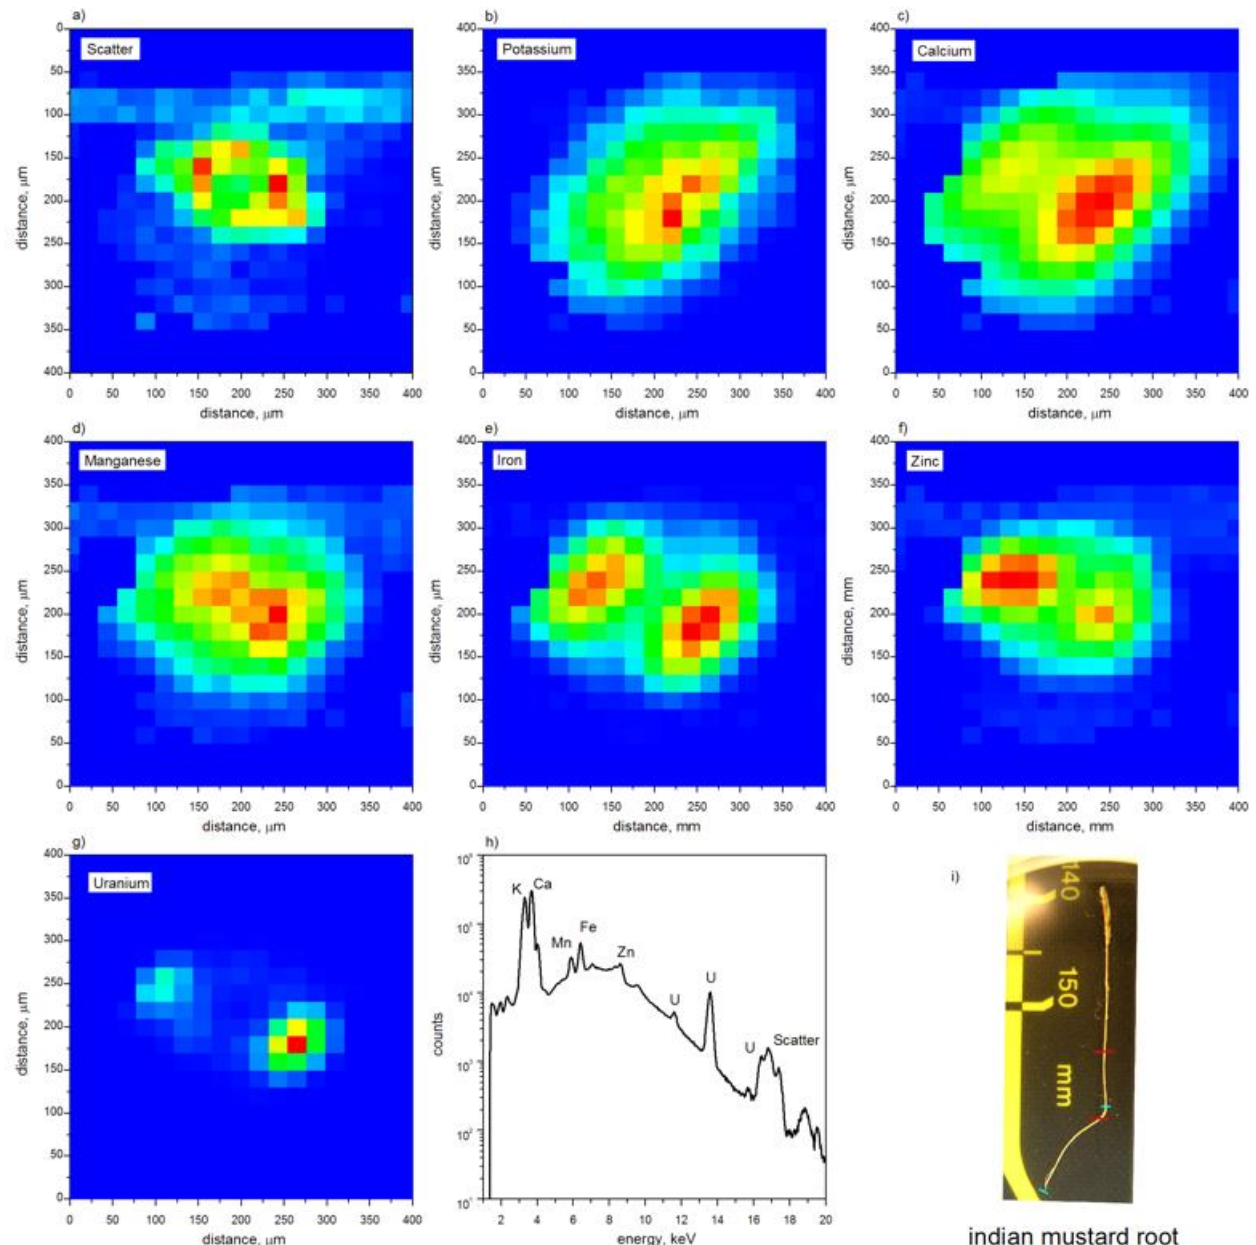 a)
Scatter
0
50
100
150
200
250
300
350
400
distance, μm
0 50 100 150 200 250 300 350 400
distance, μm
b)
Potassium
400
350
300
250
200
150
100
50
0
distance, μm
0 50 100 150 200 250 300 350 400
distance, μm
c)
Calcium
400
350
300
250
200
150
100
50
0
distance, μm
0 50 100 150 200 250 300 350 400
distance, μm
d)
Manganese
400
350
300
250
200
150
100
50
0
distance, μm
0 50 100 150 200 250 300 350 400
distance, μm
e)
Iron
400
350
300
250
200
150
100
50
0
distance, μm
0 50 100 150 200 250 300 350 400
distance, mm
f)
Zinc
400
350
300
250
200
150
100
50
0
distance, mm
0 50 100 150 200 250 300 350 400
distance, mm
g)
Uranium
400
350
300
250
200
150
100
50
0
distance, μm
0 50 100 150 200 250 300 350 400
distance, μm
h)
K Ca
Mn Fe
Zn
U
U
U
Scatter
counts
2 4 6 8 10 12 14 16 18 20
energy, keV
i)
140
150
mm
indian mustard root